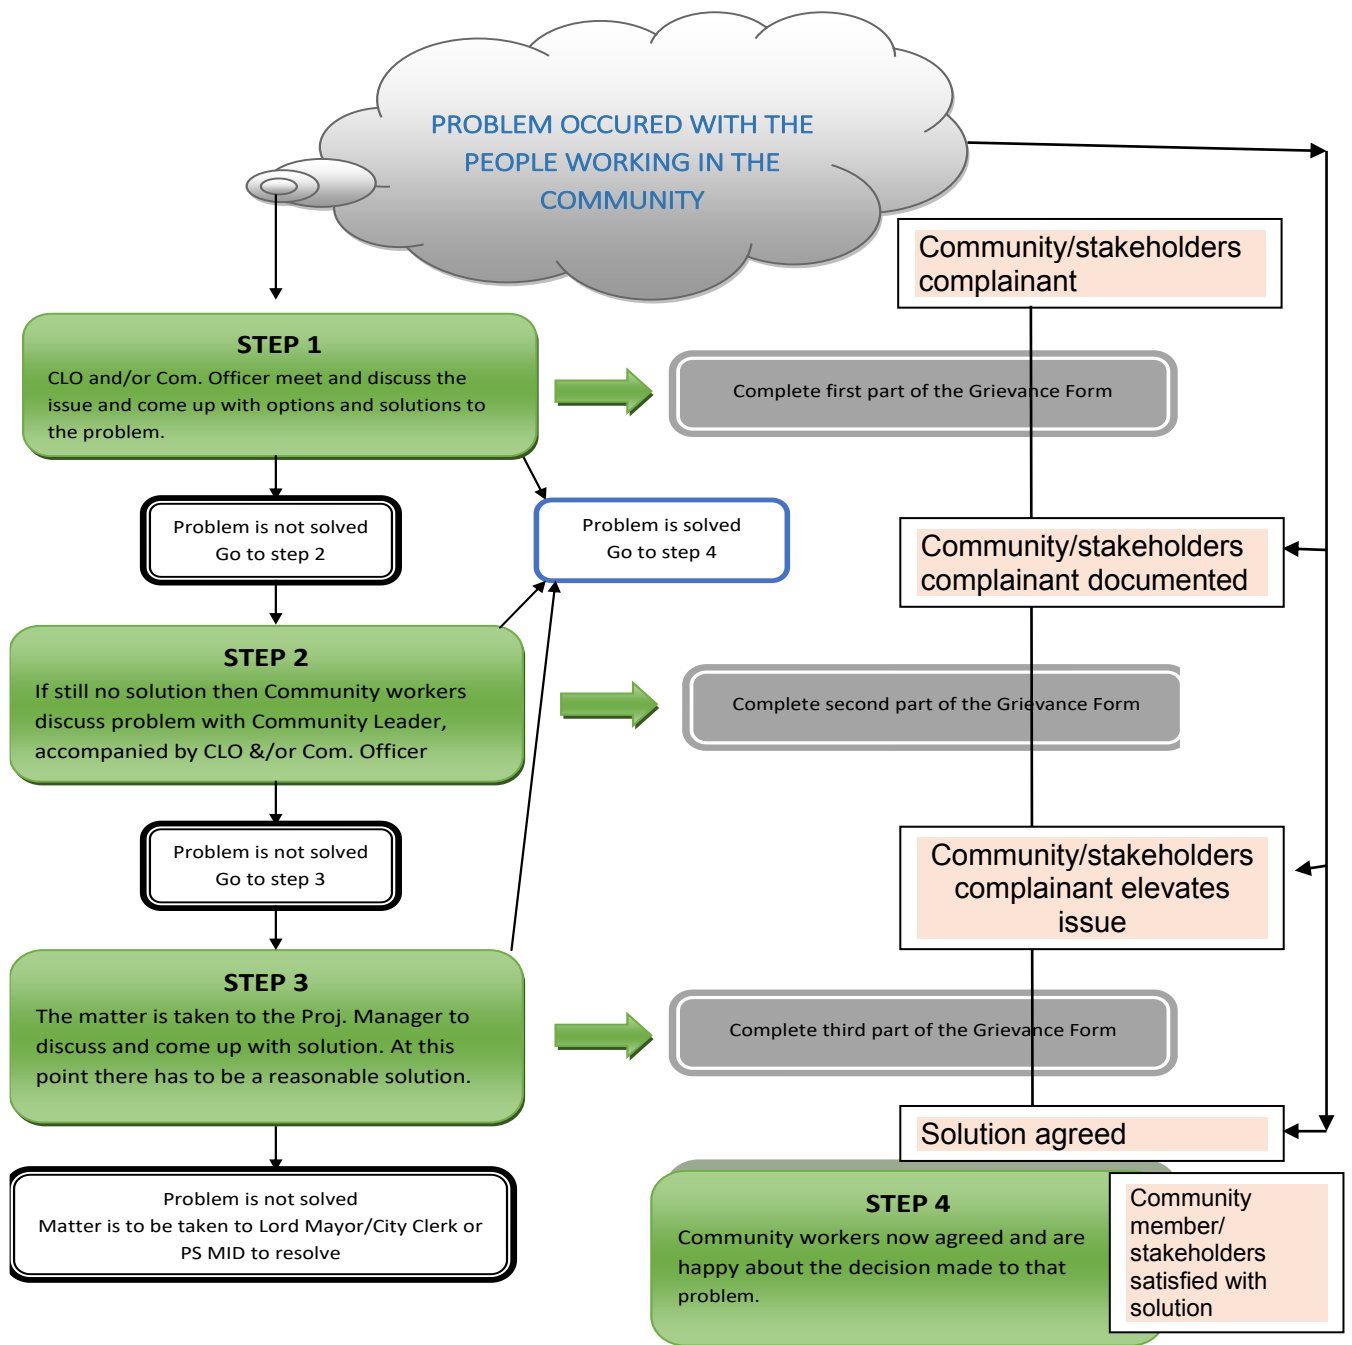 PROBLEM OCCURED WITH THE
PEOPLE WORKING IN THE
COMMUNITY
Community/stakeholders
complainant
STEP 1
CLO and/or Com. Officer meet and discuss the
issue and come up with options and solutions to
the problem.
Complete first part of the Grievance Form
Problem is not solved
Go to step 2
Problem is solved
Go to step 4
Community/stakeholders
complainant documented
STEP 2
If still no solution then Community workers
discuss problem with Community Leader,
accompanied by CLO &/or Com. Officer
Complete second part of the Grievance Form
Problem is not solved
Go to step 3
Community/stakeholders
complainant elevates
issue
STEP 3
The matter is taken to the Proj. Manager to
discuss and come up with solution. At this
point there has to be a reasonable solution.
Complete third part of the Grievance Form
Solution agreed
Problem is not solved
Matter is to be taken to Lord Mayor/City Clerk or
PS MID to resolve
STEP 4
Community workers now agreed and are
happy about the decision made to that
problem.
Community
member/
stakeholders
satisfied with
solution